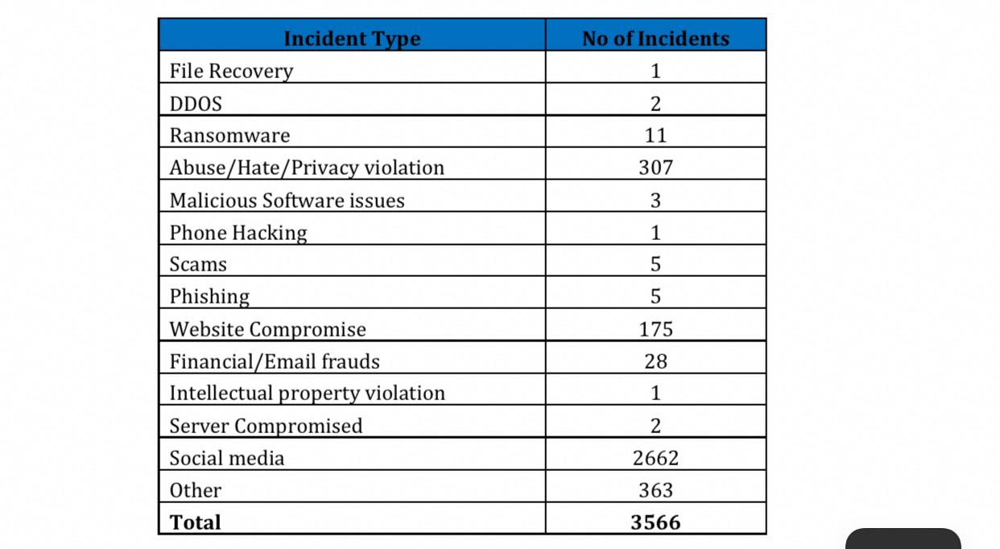 Incident Type No of Incidents
File Recovery 1
DDOS 2
Ransomware 11
Abuse/Hate/Privacy violation 307
Malicious Software issues 3
Phone Hacking 1
Scams 5
Phishing 5
Website Compromise 175
Financial/Email frauds 28
Intellectual property violation 1
Server Compromised 2
Social media 2662
Other 363
Total 3566